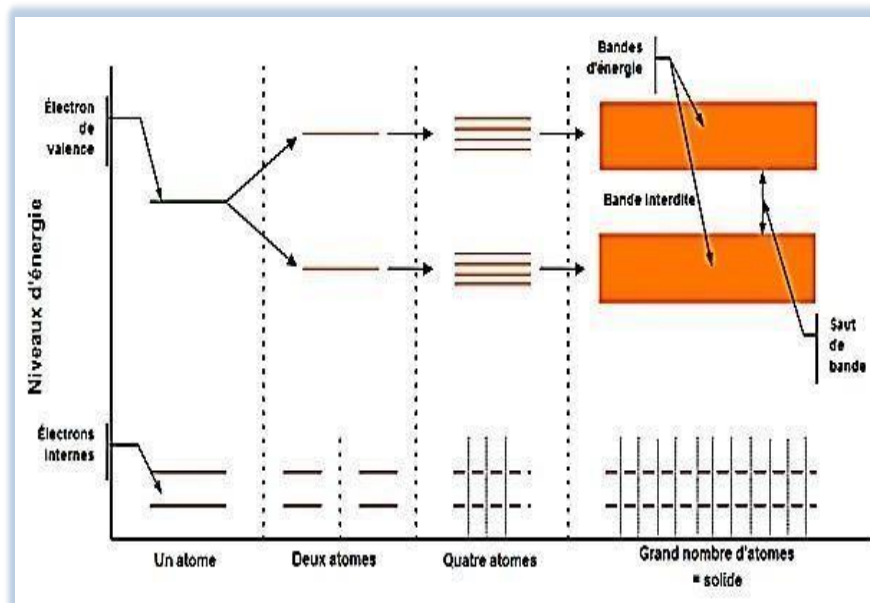 Bandes
d'énergie
Électron
de
valence
Bande Interdite
Niveaux d'énergie
Saut
de
bande
Électrons
internes
Un atome
Deux atomes
Quatre atomes
Grand nombre d'atomes
= solide